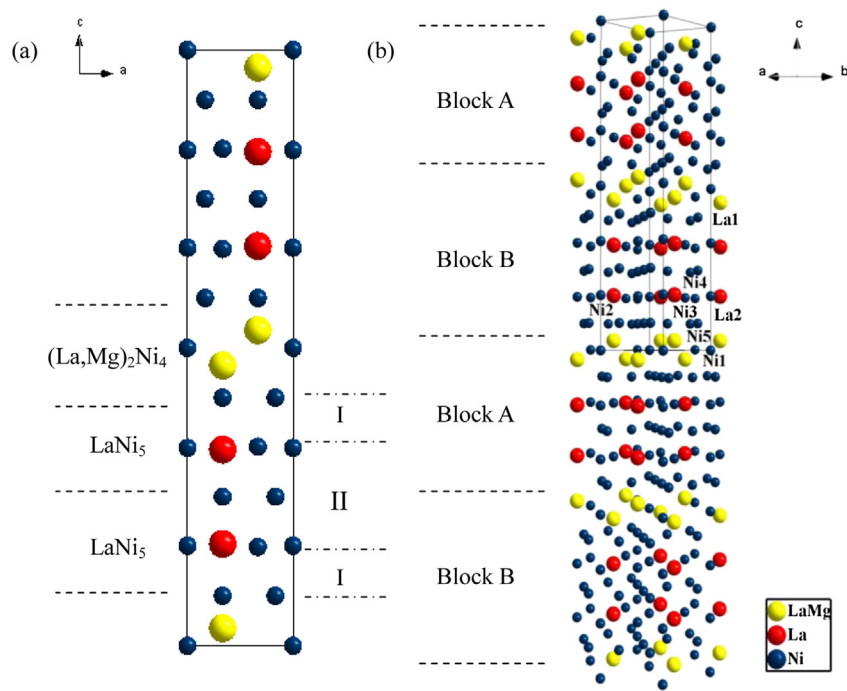 (a)
c
a
(La,Mg)₂Ni₄
LaNi₅
LaNi₅
I
II
I
(b)
c
a
b
Block A
Block B
Block A
Block B
La1
Ni4
Ni2
Ni3
La2
Ni5
Ni1
LaMg
La
Ni